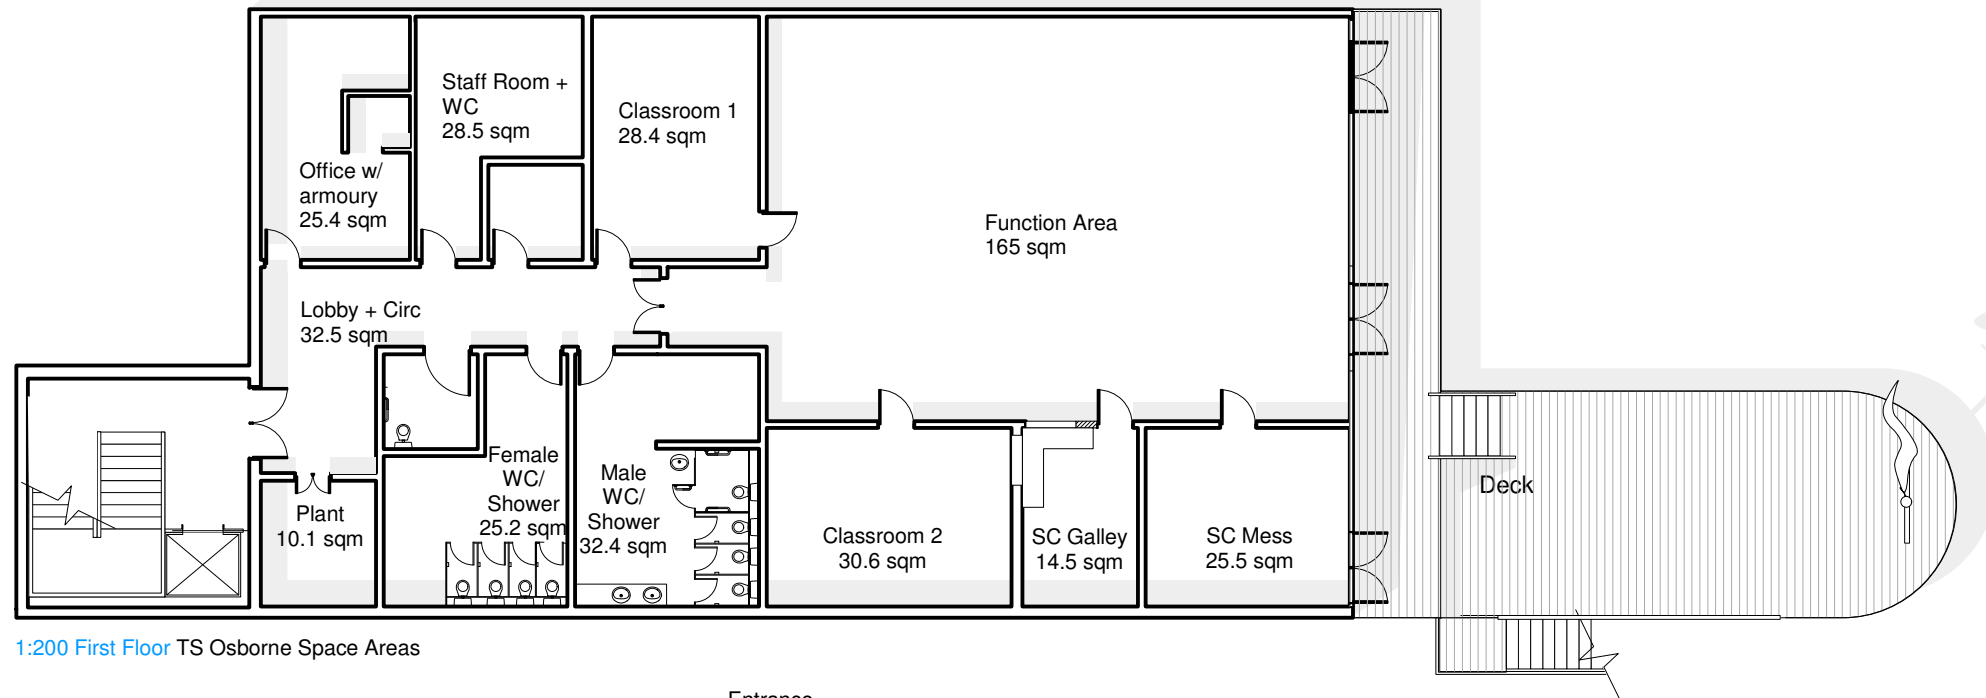 Staff Room +
WC
28.5 sqm
Classroom 1
28.4 sqm
Office w/
armoury
25.4 sqm
Function Area
165 sqm
Lobby + Circ
32.5 sqm
Female
WC/
Shower
25.2 sqm
Male
WC/
Shower
32.4 sqm
Plant
10.1 sqm
Classroom 2
30.6 sqm
SC Galley
14.5 sqm
SC Mess
25.5 sqm
Deck
1:200 First Floor TS Osborne Space Areas
Entrance